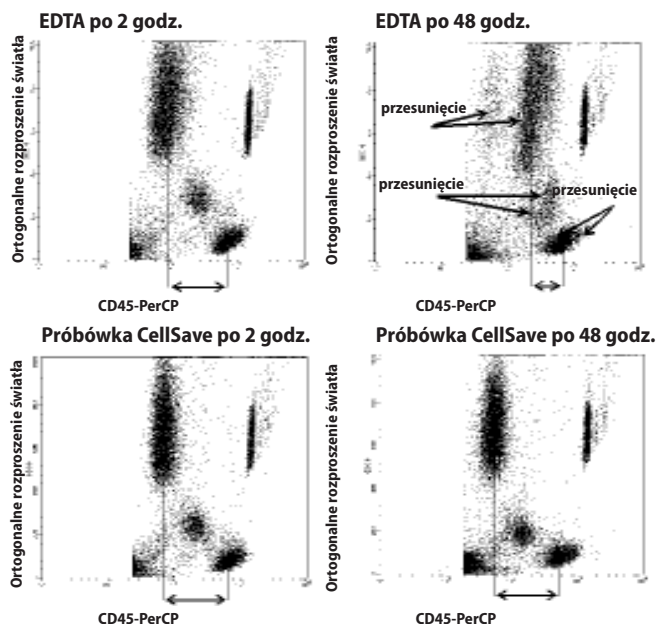 EDTA po 2 godz.
EDTA po 48 godz.
Ortogonalne rozproszenie światła
Ortogonalne rozproszenie światła
przesunięcie
przesunięcie
przesunięcie
CD45-PerCP
CD45-PerCP
Próbówka CellSave po 2 godz.
Próbówka CellSave po 48 godz.
Ortogonalne rozproszenie światła
Ortogonalne rozproszenie światła
CD45-PerCP
CD45-PerCP